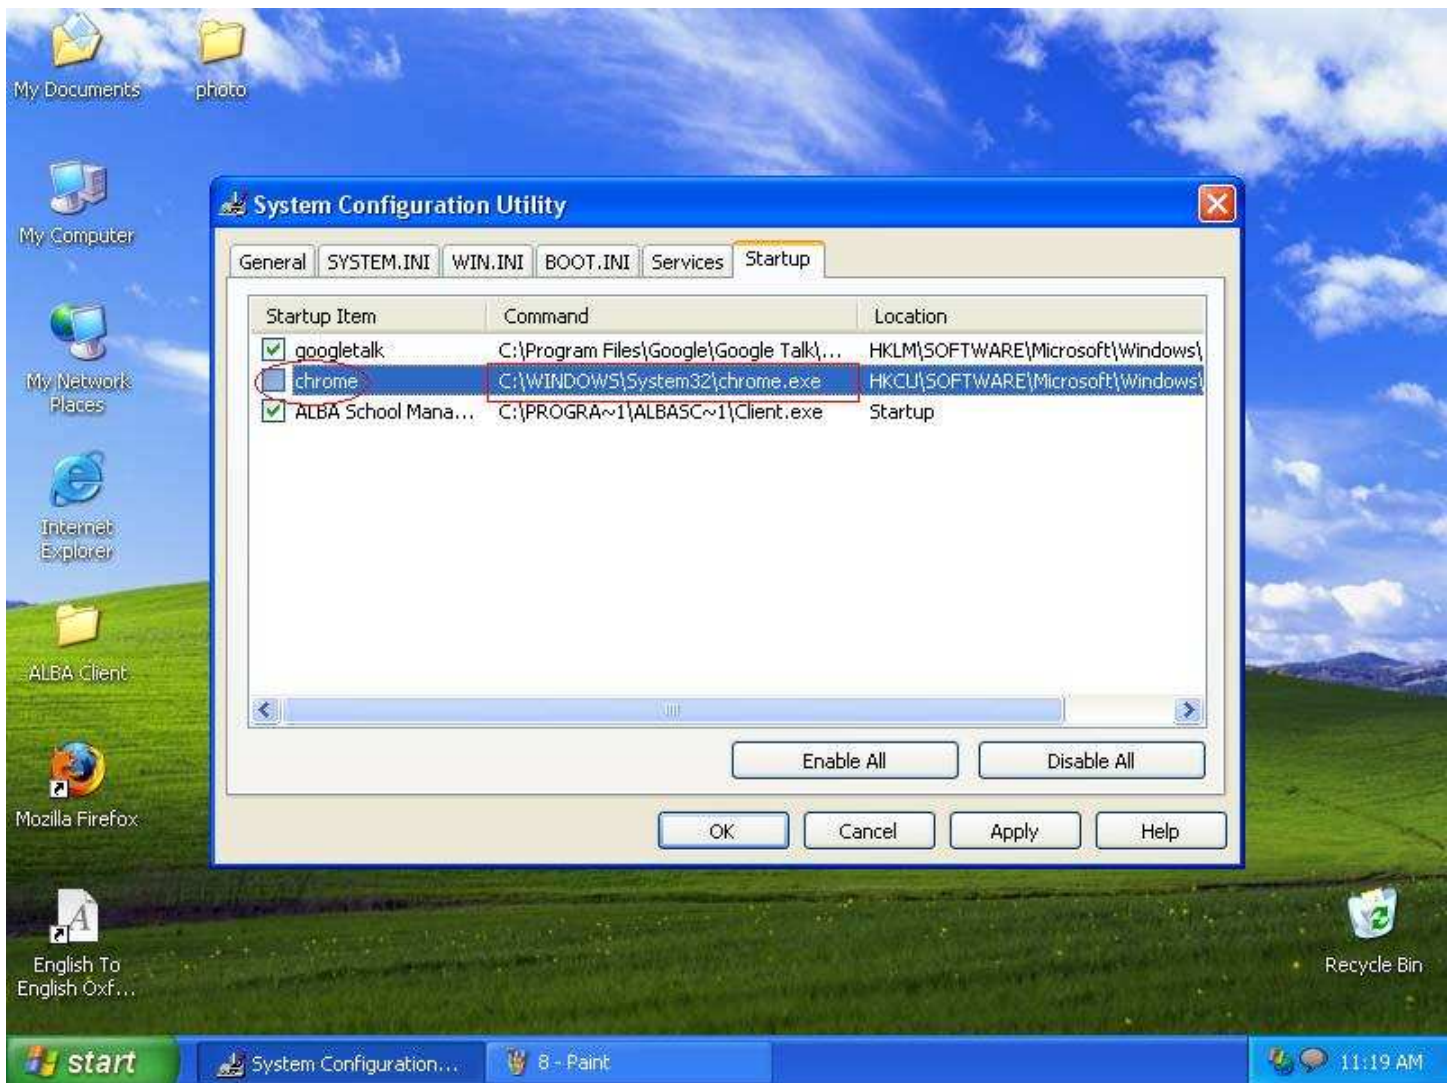 My Documents
photo
My Computer
My Network
Places
Internet
Explorer
ALBA Client
Mozilla Firefox
English To
English Oxf...
System Configuration Utility
General SYSTEM.INI WIN.INI BOOT.INI Services Startup
Startup Item Command Location
googletalk C:\Program Files\Google\Google Talk\... HKLM\SOFTWARE\Microsoft\Windows\
chrome C:\WINDOWS\System32\chrome.exe HKCU\SOFTWARE\Microsoft\Windows\
ALBA School Mana... C:\PROGRA~1\ALBASC~1\Client.exe Startup
Enable All Disable All
OK Cancel Apply Help
Recycle Bin
start System Configuration... 8 - Paint 11:19 AM